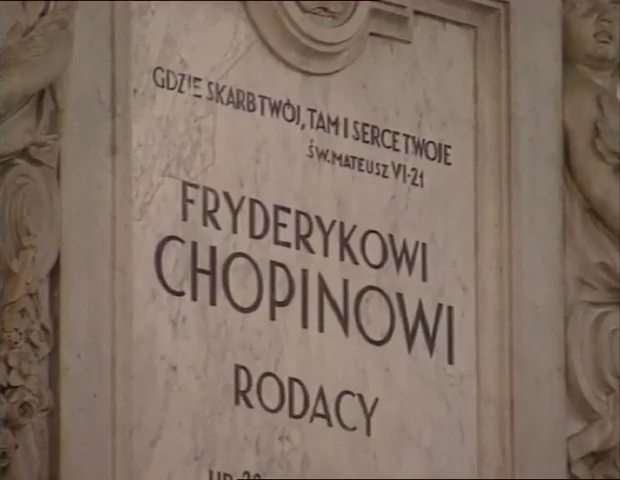 GDZIE SKARB TWÓJ, TAM I SERCE TWOJE
ŚW. MATEUSZ VI-21
FRYDERYKOWI
CHOPINOWI
RODACY